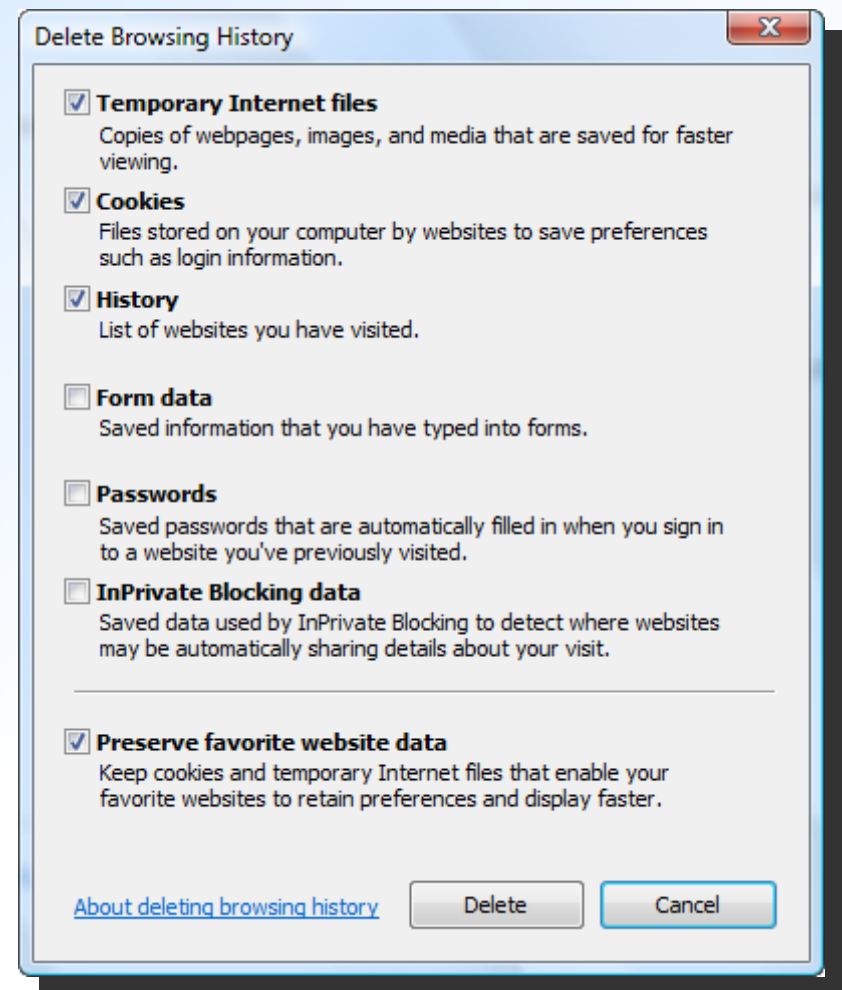 Delete Browsing History
Temporary Internet files
Copies of webpages, images, and media that are saved for faster
viewing.
Cookies
Files stored on your computer by websites to save preferences
such as login information.
History
List of websites you have visited.
Form data
Saved information that you have typed into forms.
Passwords
Saved passwords that are automatically filled in when you sign in
to a website you've previously visited.
InPrivate Blocking data
Saved data used by InPrivate Blocking to detect where websites
may be automatically sharing details about your visit.
Preserve favorite website data
Keep cookies and temporary Internet files that enable your
favorite websites to retain preferences and display faster.
About deleting browsing history Delete Cancel